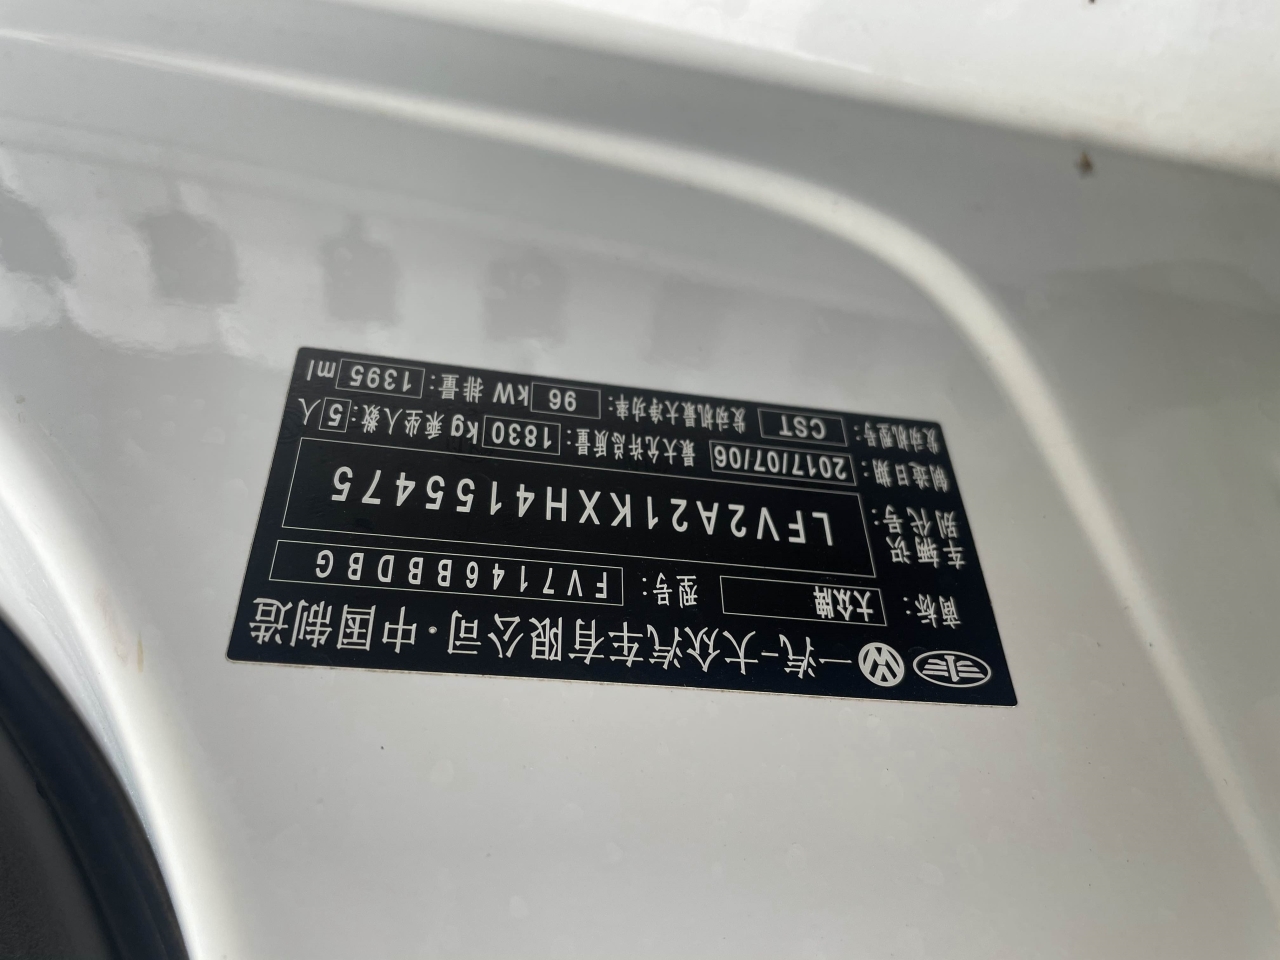 一汽-大众汽车有限公司·中国制造
商标: 大众牌 型号: FV7146BBDBG
车辆识别代号: LFV2A21KXH4155475
制造日期: 2017/07/06 最大允许总质量: 1830 kg 乘坐人数: 5 人
发动机型号: CST 发动机最大净功率: 96 kW 排量: 1395 ml